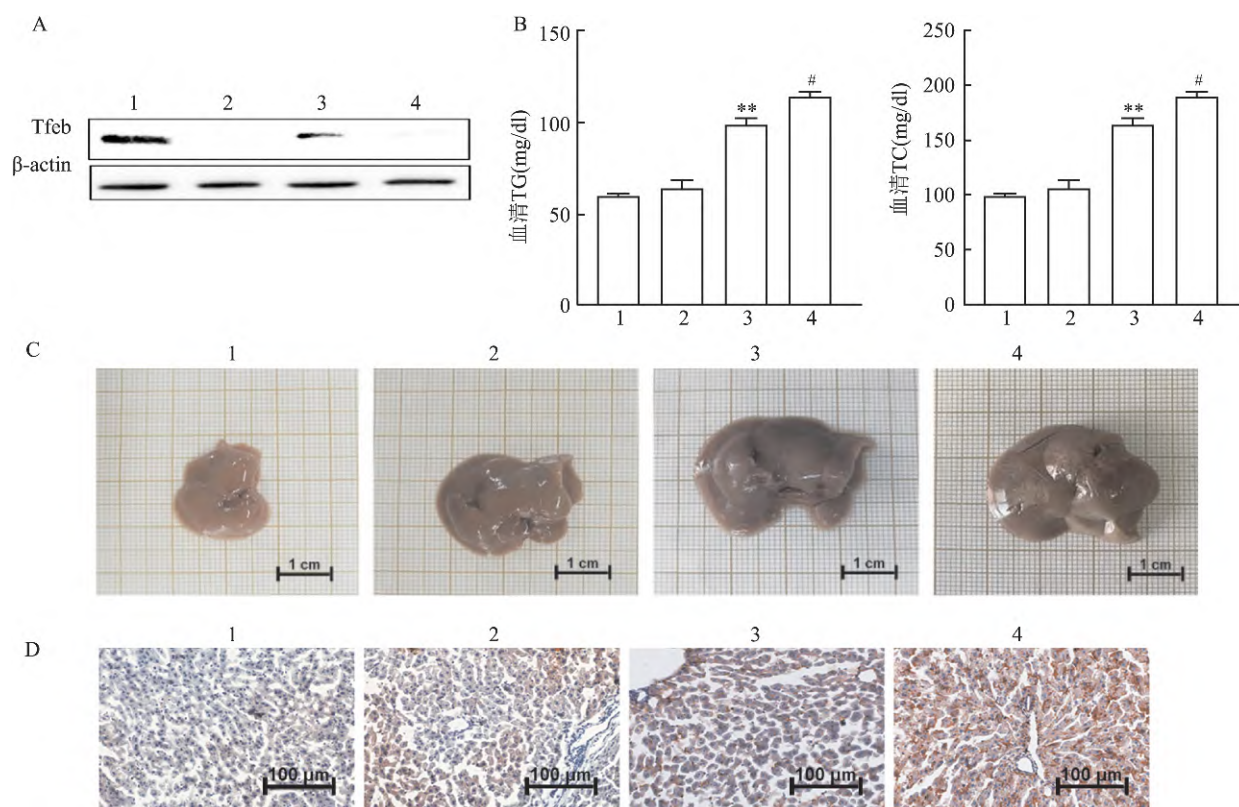 A
1 2 3 4
Tfeb
β-actin
B
150
100
50
0
血清TG(mg/dl)
**
#
1 2 3 4
250
200
150
100
50
0
血清TC(mg/dl)
**
#
1 2 3 4
C
1 2 3 4
1 cm 1 cm 1 cm 1 cm
D
1 2 3 4
100 μm 100 μm 100 μm 100 μm